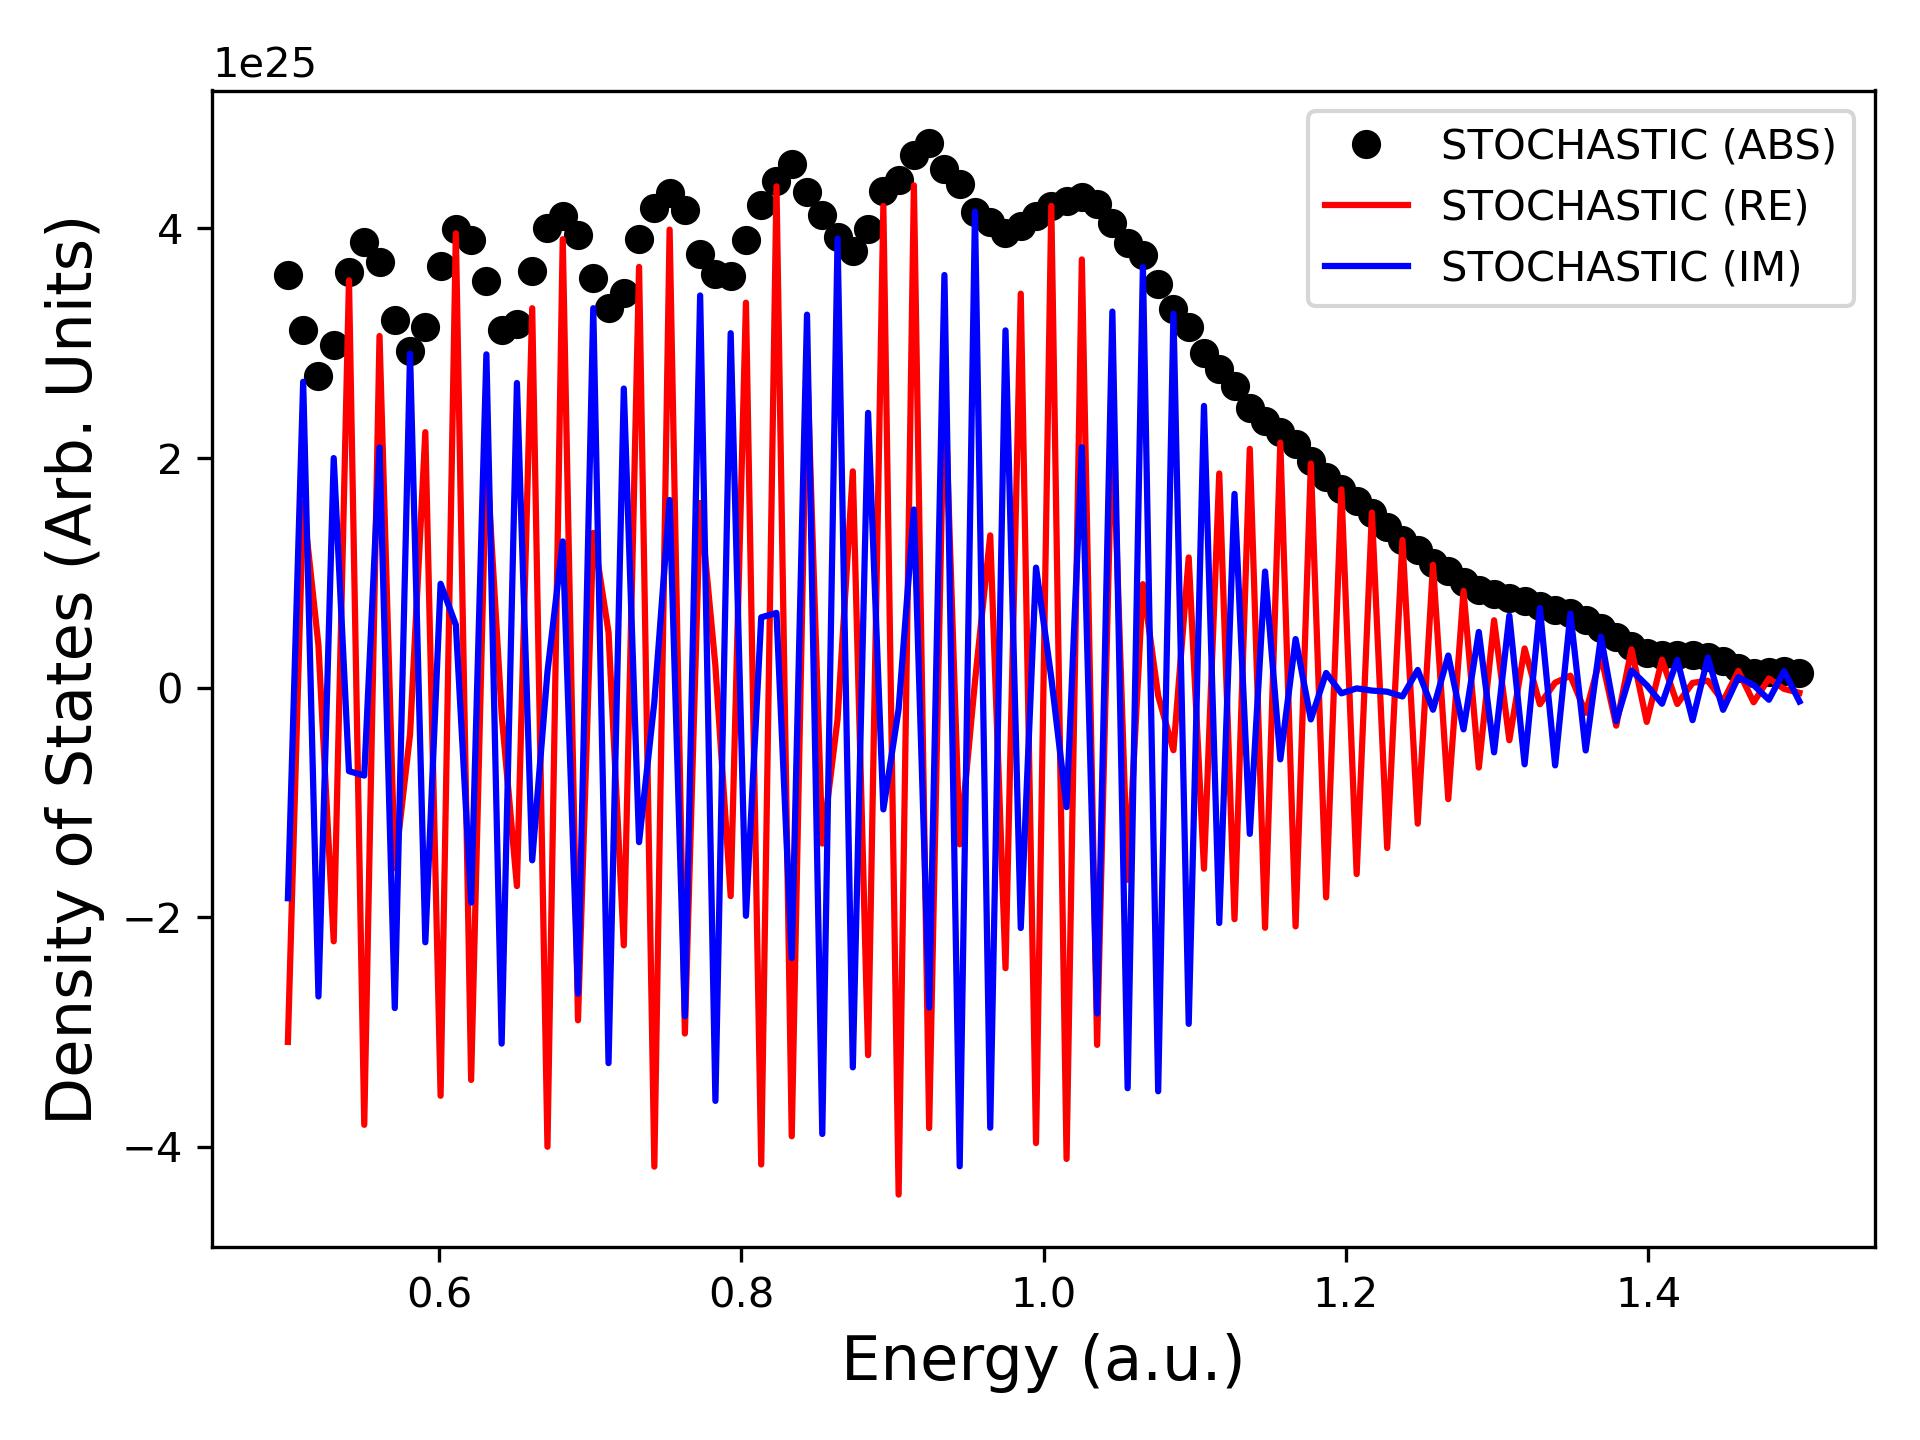 1e25
Density of States (Arb. Units)
4
2
0
−2
−4
STOCHASTIC (ABS)
STOCHASTIC (RE)
STOCHASTIC (IM)
0.6 0.8 1.0 1.2 1.4
Energy (a.u.)